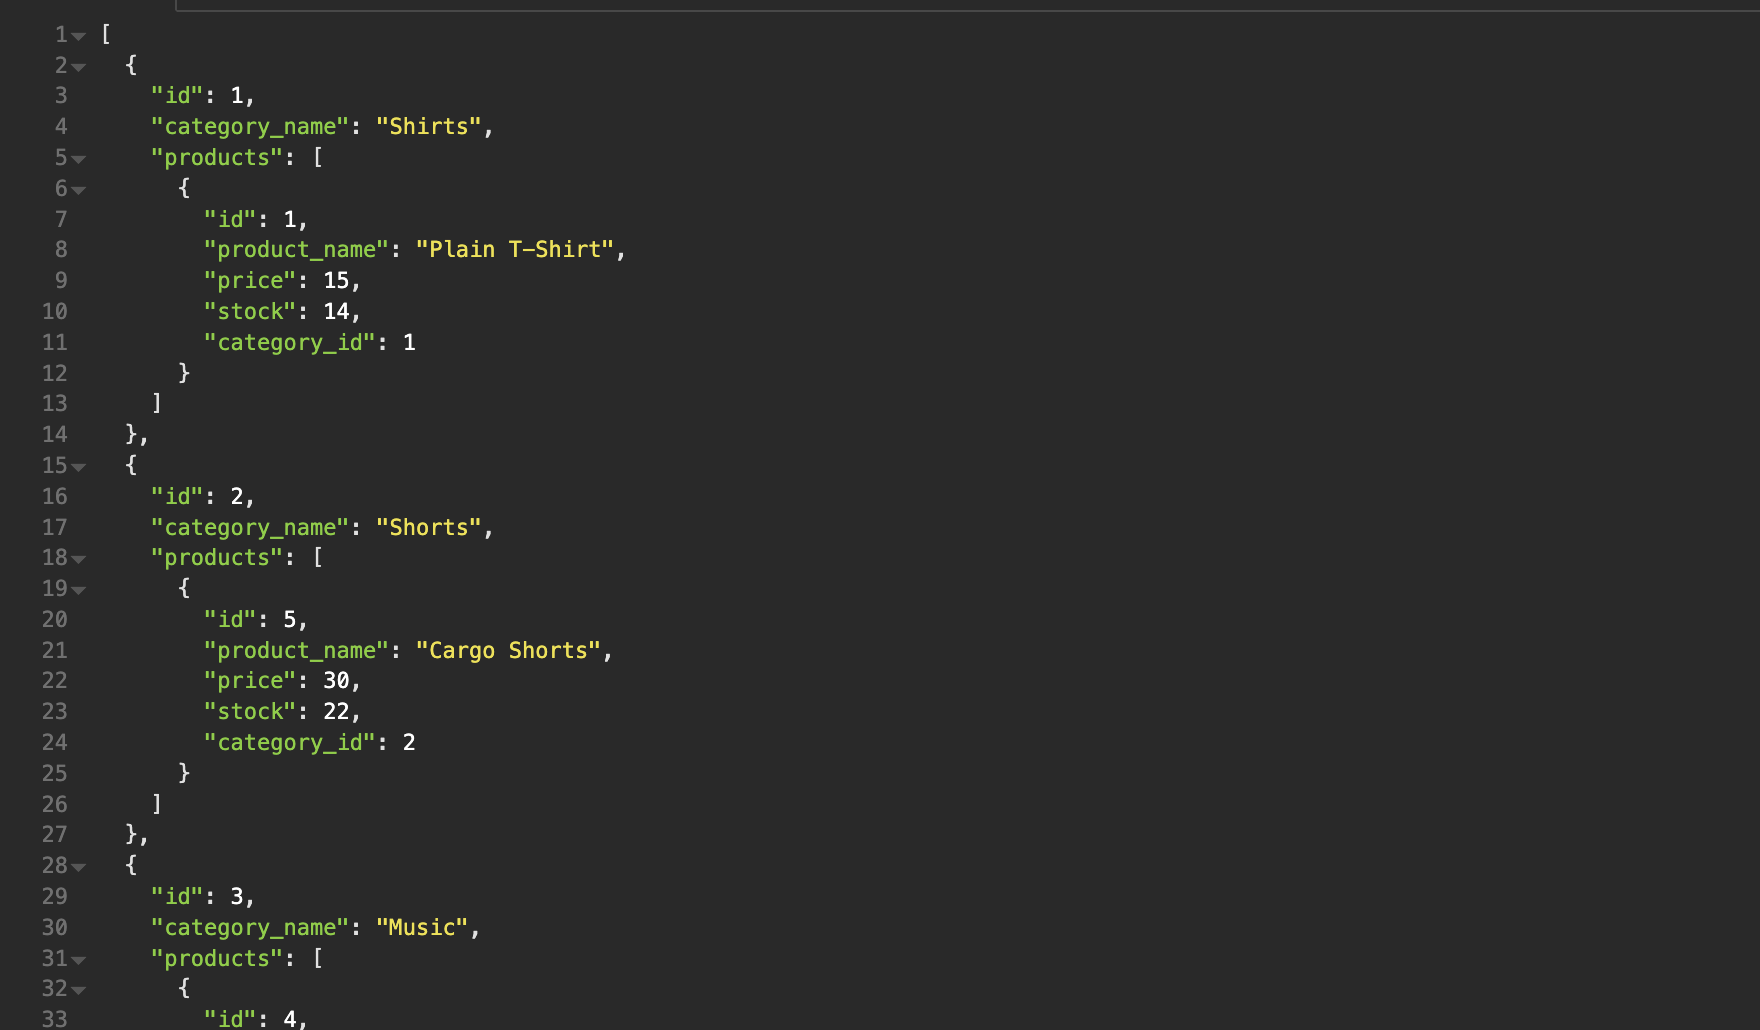 1 [
2   {
3     "id": 1,
4     "category_name": "Shirts",
5     "products": [
6       {
7         "id": 1,
8         "product_name": "Plain T-Shirt",
9         "price": 15,
10         "stock": 14,
11         "category_id": 1
12       }
13     ]
14   },
15   {
16     "id": 2,
17     "category_name": "Shorts",
18     "products": [
19       {
20         "id": 5,
21         "product_name": "Cargo Shorts",
22         "price": 30,
23         "stock": 22,
24         "category_id": 2
25       }
26     ]
27   },
28   {
29     "id": 3,
30     "category_name": "Music",
31     "products": [
32       {
33         "id": 4,